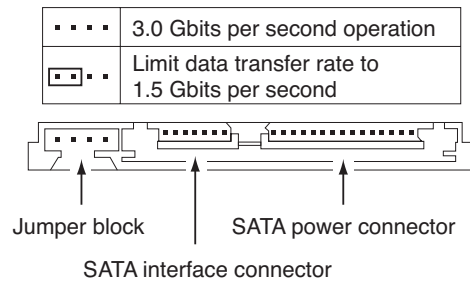 3.0 Gbits per second operation
Limit data transfer rate to
1.5 Gbits per second
Jumper block
SATA power connector
SATA interface connector